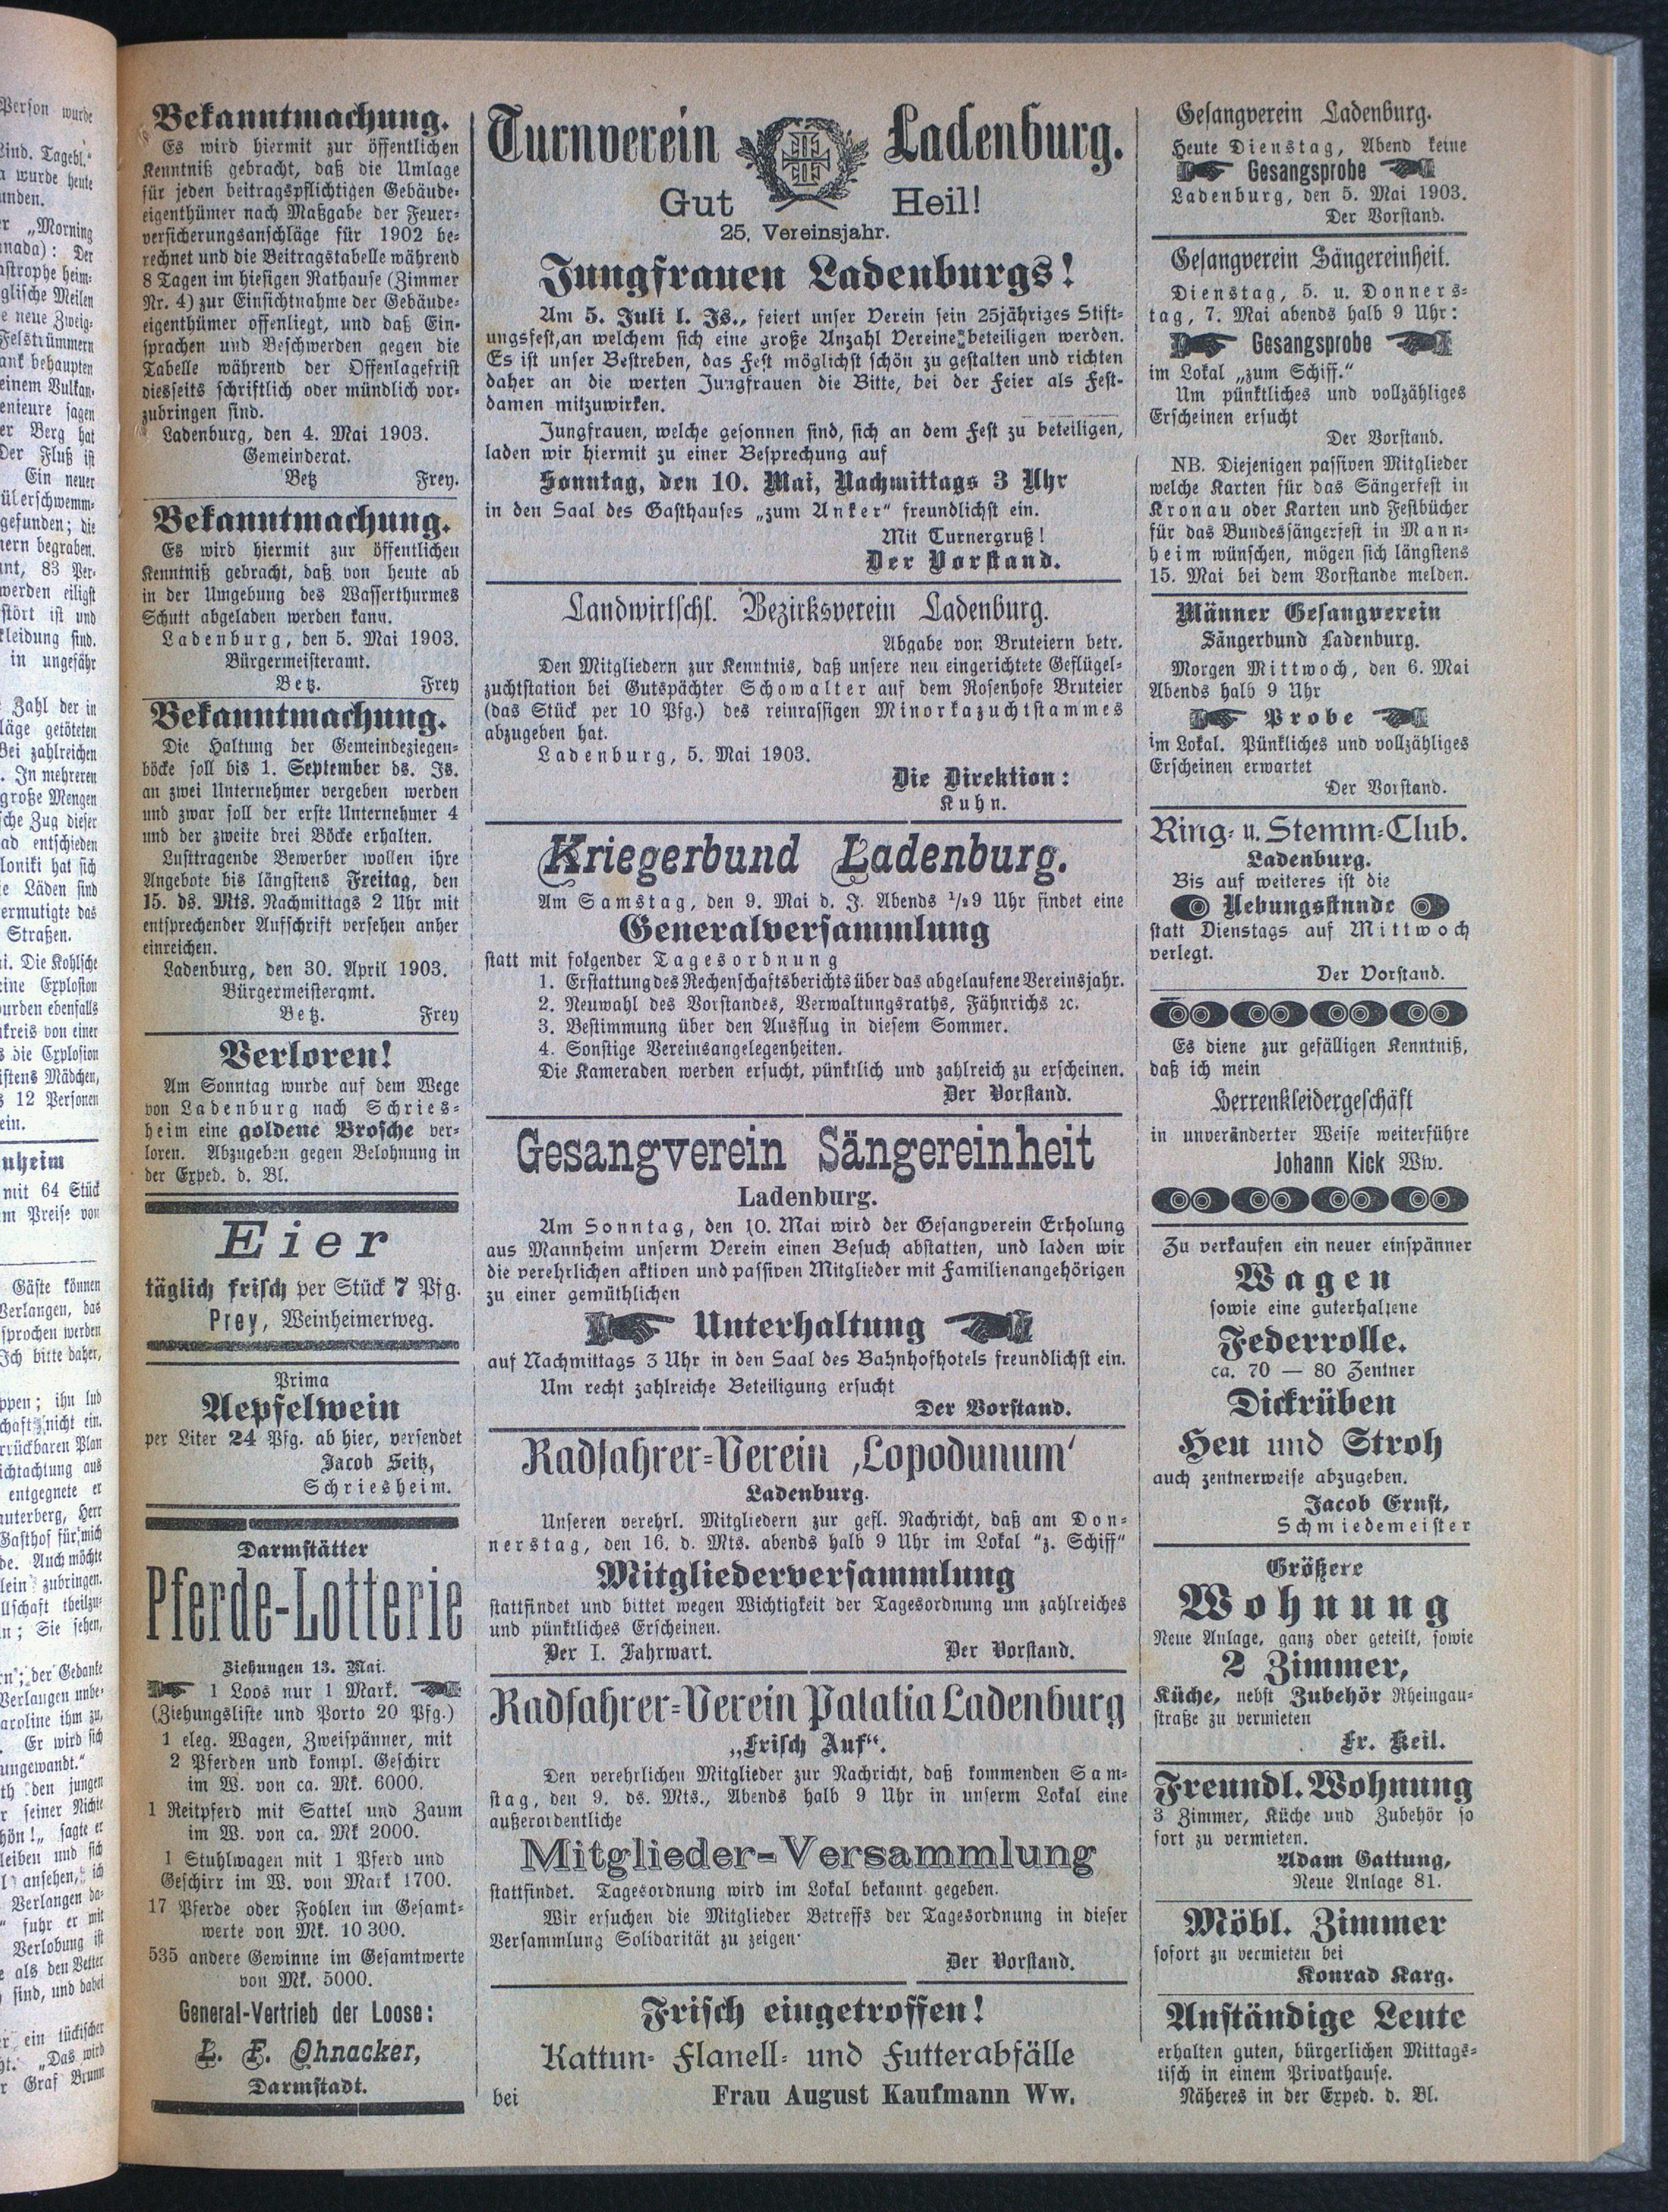 Bekanntmachung.
Es wird hiermit zur öffentlichen
Kenntniß gebracht, daß die Umlage
für jeden beitragspflichtigen Gebäude-
eigenthümer nach Maßgabe der Feuer-
versicherungsanschläge für 1902 be-
rechnet und die Beitragstabelle während
8 Tagen im hiesigen Rathause (Zimmer
Nr. 4) zur Einsichtnahme der Gebäude-
eigenthümer offenliegt, und daß Ein-
sprachen und Beschwerden gegen die
Tabelle während der Offenlagefrist
diesseits schriftlich oder mündlich vor-
zubringen sind.
Ladenburg, den 4. Mai 1903.
Gemeinderat.
Betz Frey.
Bekanntmachung.
Es wird hiermit zur öffentlichen
Kenntniß gebracht, daß von heute ab
in der Umgebung des Wasserthurmes
Schutt abgeladen werden kann.
Ladenburg, den 5. Mai 1903.
Bürgermeisteramt.
Betz. Frey
Bekanntmachung.
Die Haltung der Gemeindeziegen-
böcke soll bis 1. September ds. Js.
an zwei Unternehmer vergeben werden
und zwar soll der erste Unternehmer 4
und der zweite drei Böcke erhalten.
Lusttragende Bewerber wollen ihre
Angebote bis längstens Freitag, den
15. ds. Mts. Nachmittags 2 Uhr mit
entsprechender Aufschrift versehen anher
einreichen.
Ladenburg, den 30. April 1903.
Bürgermeisteramt.
Betz. Frey
Verloren!
Am Sonntag wurde auf dem Wege
von Ladenburg nach Schries-
heim eine goldene Brosche ver-
loren. Abzugeben gegen Belohnung in
der Exped. d. Bl.
Eier
täglich frisch per Stück 7 Pfg.
Prey, Weinheimerweg.
Prima
Aepfelwein
per Liter 24 Pfg. ab hier, versendet
Jacob Seitz,
Schriesheim.
Darmstätter
Pferde-Lotterie
Ziehungen 13. Mai.
1 Loos nur 1 Mark.
(Ziehungsliste und Porto 20 Pfg.)
1 eleg. Wagen, Zweispänner, mit
2 Pferden und kompl. Geschirr
im W. von ca. Mk. 6000.
1 Reitpferd mit Sattel und Zaum
im W. von ca. Mk 2000.
1 Stuhlwagen mit 1 Pferd und
Geschirr im W. von Mark 1700.
17 Pferde oder Fohlen im Gesamt-
werte von Mk. 10300.
535 andere Gewinne im Gesamtwerte
von Mk. 5000.
General-Vertrieb der Loose:
L. F. Ohnacker,
Darmstadt.
Turnverein Ladenburg.
Gut Heil!
25. Vereinsjahr.
Jungfrauen Ladenburgs!
Am 5. Juli l. Js., feiert unser Verein sein 25jähriges Stift-
ungsfest,an welchem sich eine große Anzahl Vereine beteiligen werden.
Es ist unser Bestreben, das Fest möglichst schön zu gestalten und richten
daher an die werten Jungfrauen die Bitte, bei der Feier als Fest-
damen mitzuwirken.
Jungfrauen, welche gesonnen sind, sich an dem Fest zu beteiligen,
laden wir hiermit zu einer Besprechung auf
Sonntag, den 10. Mai, Nachmittags 3 Uhr
in den Saal des Gasthauses „zum Anker“ freundlichst ein.
Mit Turnergruß!
Der Vorstand.
Landwirtschl. Bezirksverein Ladenburg.
Abgabe von Bruteiern betr.
Den Mitgliedern zur Kenntnis, daß unsere neu eingerichtete Geflügel-
zuchtstation bei Gutspächter Schowalter auf dem Rosenhofe Bruteier
(das Stück per 10 Pfg.) des reinrassigen Minorkazuchtstammes
abzugeben hat.
Ladenburg, 5. Mai 1903.
Die Direktion:
Kuhn.
Kriegerbund Ladenburg.
Am Samstag, den 9. Mai d. J. Abends ½9 Uhr findet eine
Generalversammlung
statt mit folgender Tagesordnung
1. Erstattung des Rechenschaftsberichts über das abgelaufene Vereinsjahr.
2. Neuwahl des Vorstandes, Verwaltungsraths, Fähnrichs ꝛc.
3. Bestimmung über den Ausflug in diesem Sommer.
4. Sonstige Vereinsangelegenheiten.
Die Kameraden werden ersucht, pünktlich und zahlreich zu erscheinen.
Der Vorstand.
Gesangverein Sängereinheit
Ladenburg.
Am Sonntag, den 10. Mai wird der Gesangverein Erholung
aus Mannheim unserm Verein einen Besuch abstatten, und laden wir
die verehrlichen aktiven und passiven Mitglieder mit Familienangehörigen
zu einer gemüthlichen
Unterhaltung
auf Nachmittags 3 Uhr in den Saal des Bahnhofhotels freundlichst ein.
Um recht zahlreiche Beteiligung ersucht
Der Vorstand.
Radfahrer-Verein ‚Lopodunum‘
Ladenburg.
Unseren verehrl. Mitgliedern zur gefl. Nachricht, daß am Don-
nerstag, den 16. d. Mts. abends halb 9 Uhr im Lokal "z. Schiff"
Mitgliederversammlung
stattfindet und bittet wegen Wichtigkeit der Tagesordnung um zahlreiches
und pünktliches Erscheinen.
Der I. Fahrwart. Der Vorstand.
Radfahrer-Verein Palatia Ladenburg
„Frisch Auf“.
Den verehrlichen Mitglieder zur Nachricht, daß kommenden Sam-
stag, den 9. ds. Mts., Abends halb 9 Uhr in unserm Lokal eine
außerordentliche
Mitglieder-Versammlung
stattfindet. Tagesordnung wird im Lokal bekannt gegeben.
Wir ersuchen die Mitglieder Betreffs der Tagesordnung in dieser
Versammlung Solidarität zu zeigen.
Der Vorstand.
Frisch eingetroffen!
Kattun- Flanell- und Futterabfälle
bei Frau August Kaufmann Ww.
Gesangverein Ladenburg.
Heute Dienstag, Abend keine
Gesangsprobe
Ladenburg, den 5. Mai 1903.
Der Vorstand.
Gesangverein Sängereinheit.
Dienstag, 5. u. Donners-
tag, 7. Mai abends halb 9 Uhr:
Gesangsprobe
im Lokal „zum Schiff.“
Um pünktliches und vollzähliges
Erscheinen ersucht
Der Vorstand.
NB. Diejenigen passiven Mitglieder
welche Karten für das Sängerfest in
Kronau oder Karten und Festbücher
für das Bundessängerfest in Mann-
heim wünschen, mögen sich längstens
15. Mai bei dem Vorstande melden.
Männer Gesangverein
Sängerbund Ladenburg.
Morgen Mittwoch, den 6. Mai
Abends halb 9 Uhr
Probe
im Lokal. Pünkliches und vollzähliges
Erscheinen erwartet
Der Vorstand.
Ring- u. Stemm-Club.
Ladenburg.
Bis auf weiteres ist die
Uebungsstunde
statt Dienstags auf Mittwoch
verlegt.
Der Vorstand.
Es diene zur gefälligen Kenntniß,
daß ich mein
Herrenkleidergeschäft
in unveränderter Weise weiterführe
Johann Kick Ww.
Zu verkaufen ein neuer einspänner
Wagen
sowie eine guterhaltene
Federrolle.
ca. 70 — 80 Zentner
Dickrüben
Heu und Stroh
auch zentnerweise abzugeben.
Jacob Ernst,
Schmiedemeister
Größere
Wohnung
Neue Anlage, ganz oder geteilt, sowie
2 Zimmer,
Küche, nebst Zubehör Rheingau-
straße zu vermieten
Fr. Keil.
Freundl. Wohnung
3 Zimmer, Küche und Zubehör so
fort zu vermieten.
Adam Gattung,
Neue Anlage 81.
Möbl. Zimmer
sofort zu vermieten bei
Konrad Karg.
Anständige Leute
erhalten guten, bürgerlichen Mittags-
tisch in einem Privathause.
Näheres in der Exped. d. Bl.